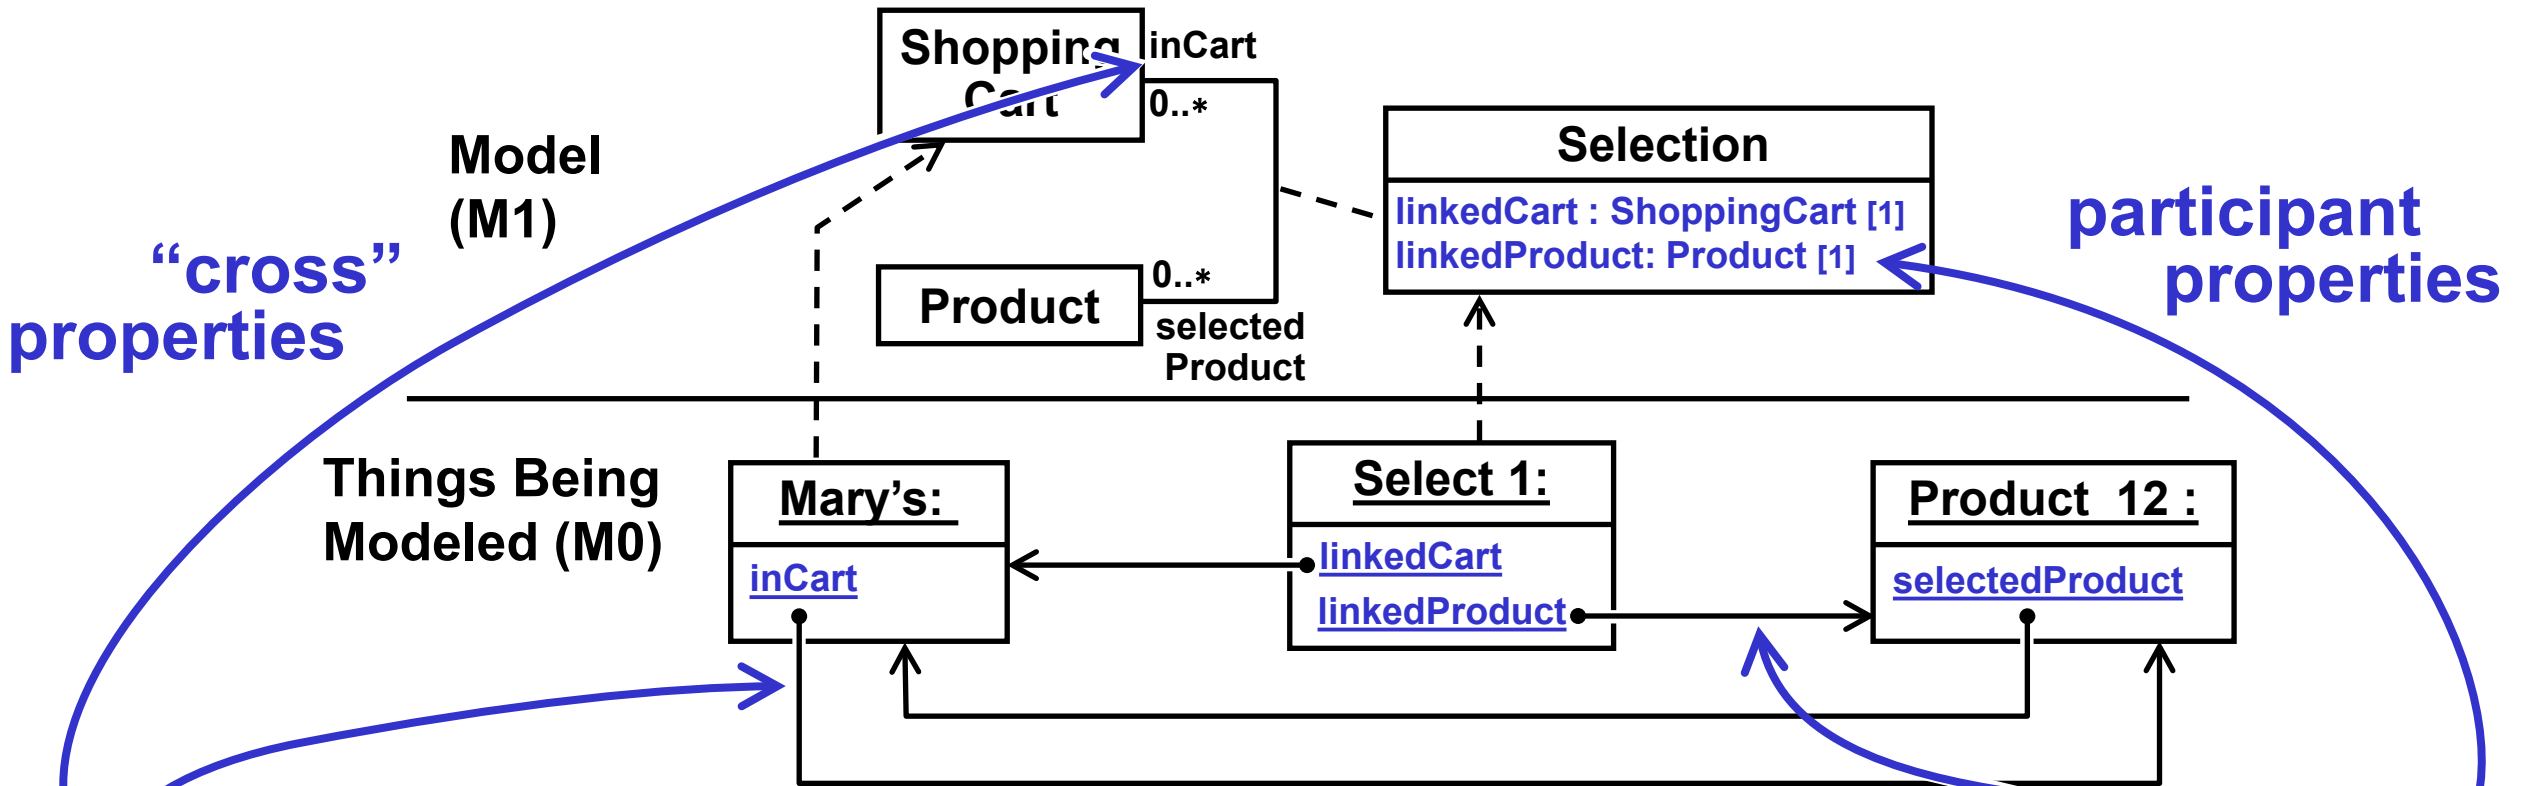 Shopping
Cart
inCart
0..*
Model
(M1)
Selection
linkedCart : ShoppingCart [1]
linkedProduct: Product [1]
participant
properties
“cross”
properties
0..*
Product
selected
Product
Things Being
Modeled (M0)
Mary’s:
inCart
Select 1:
linkedCart
linkedProduct
Product 12 :
selectedProduct